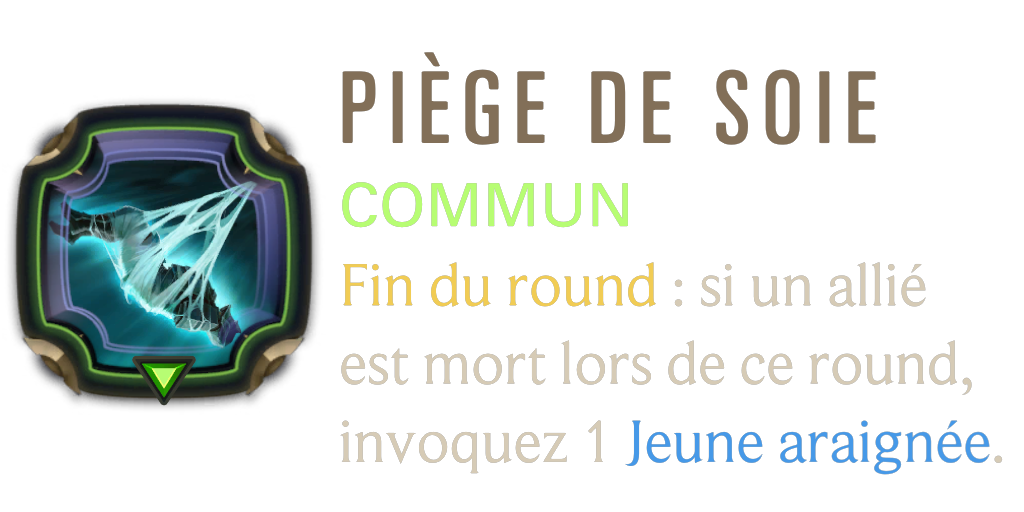 PIÈGE DE SOIE
COMMUN
Fin du round : si un allié
est mort lors de ce round,
invoquez 1 Jeune araignée.